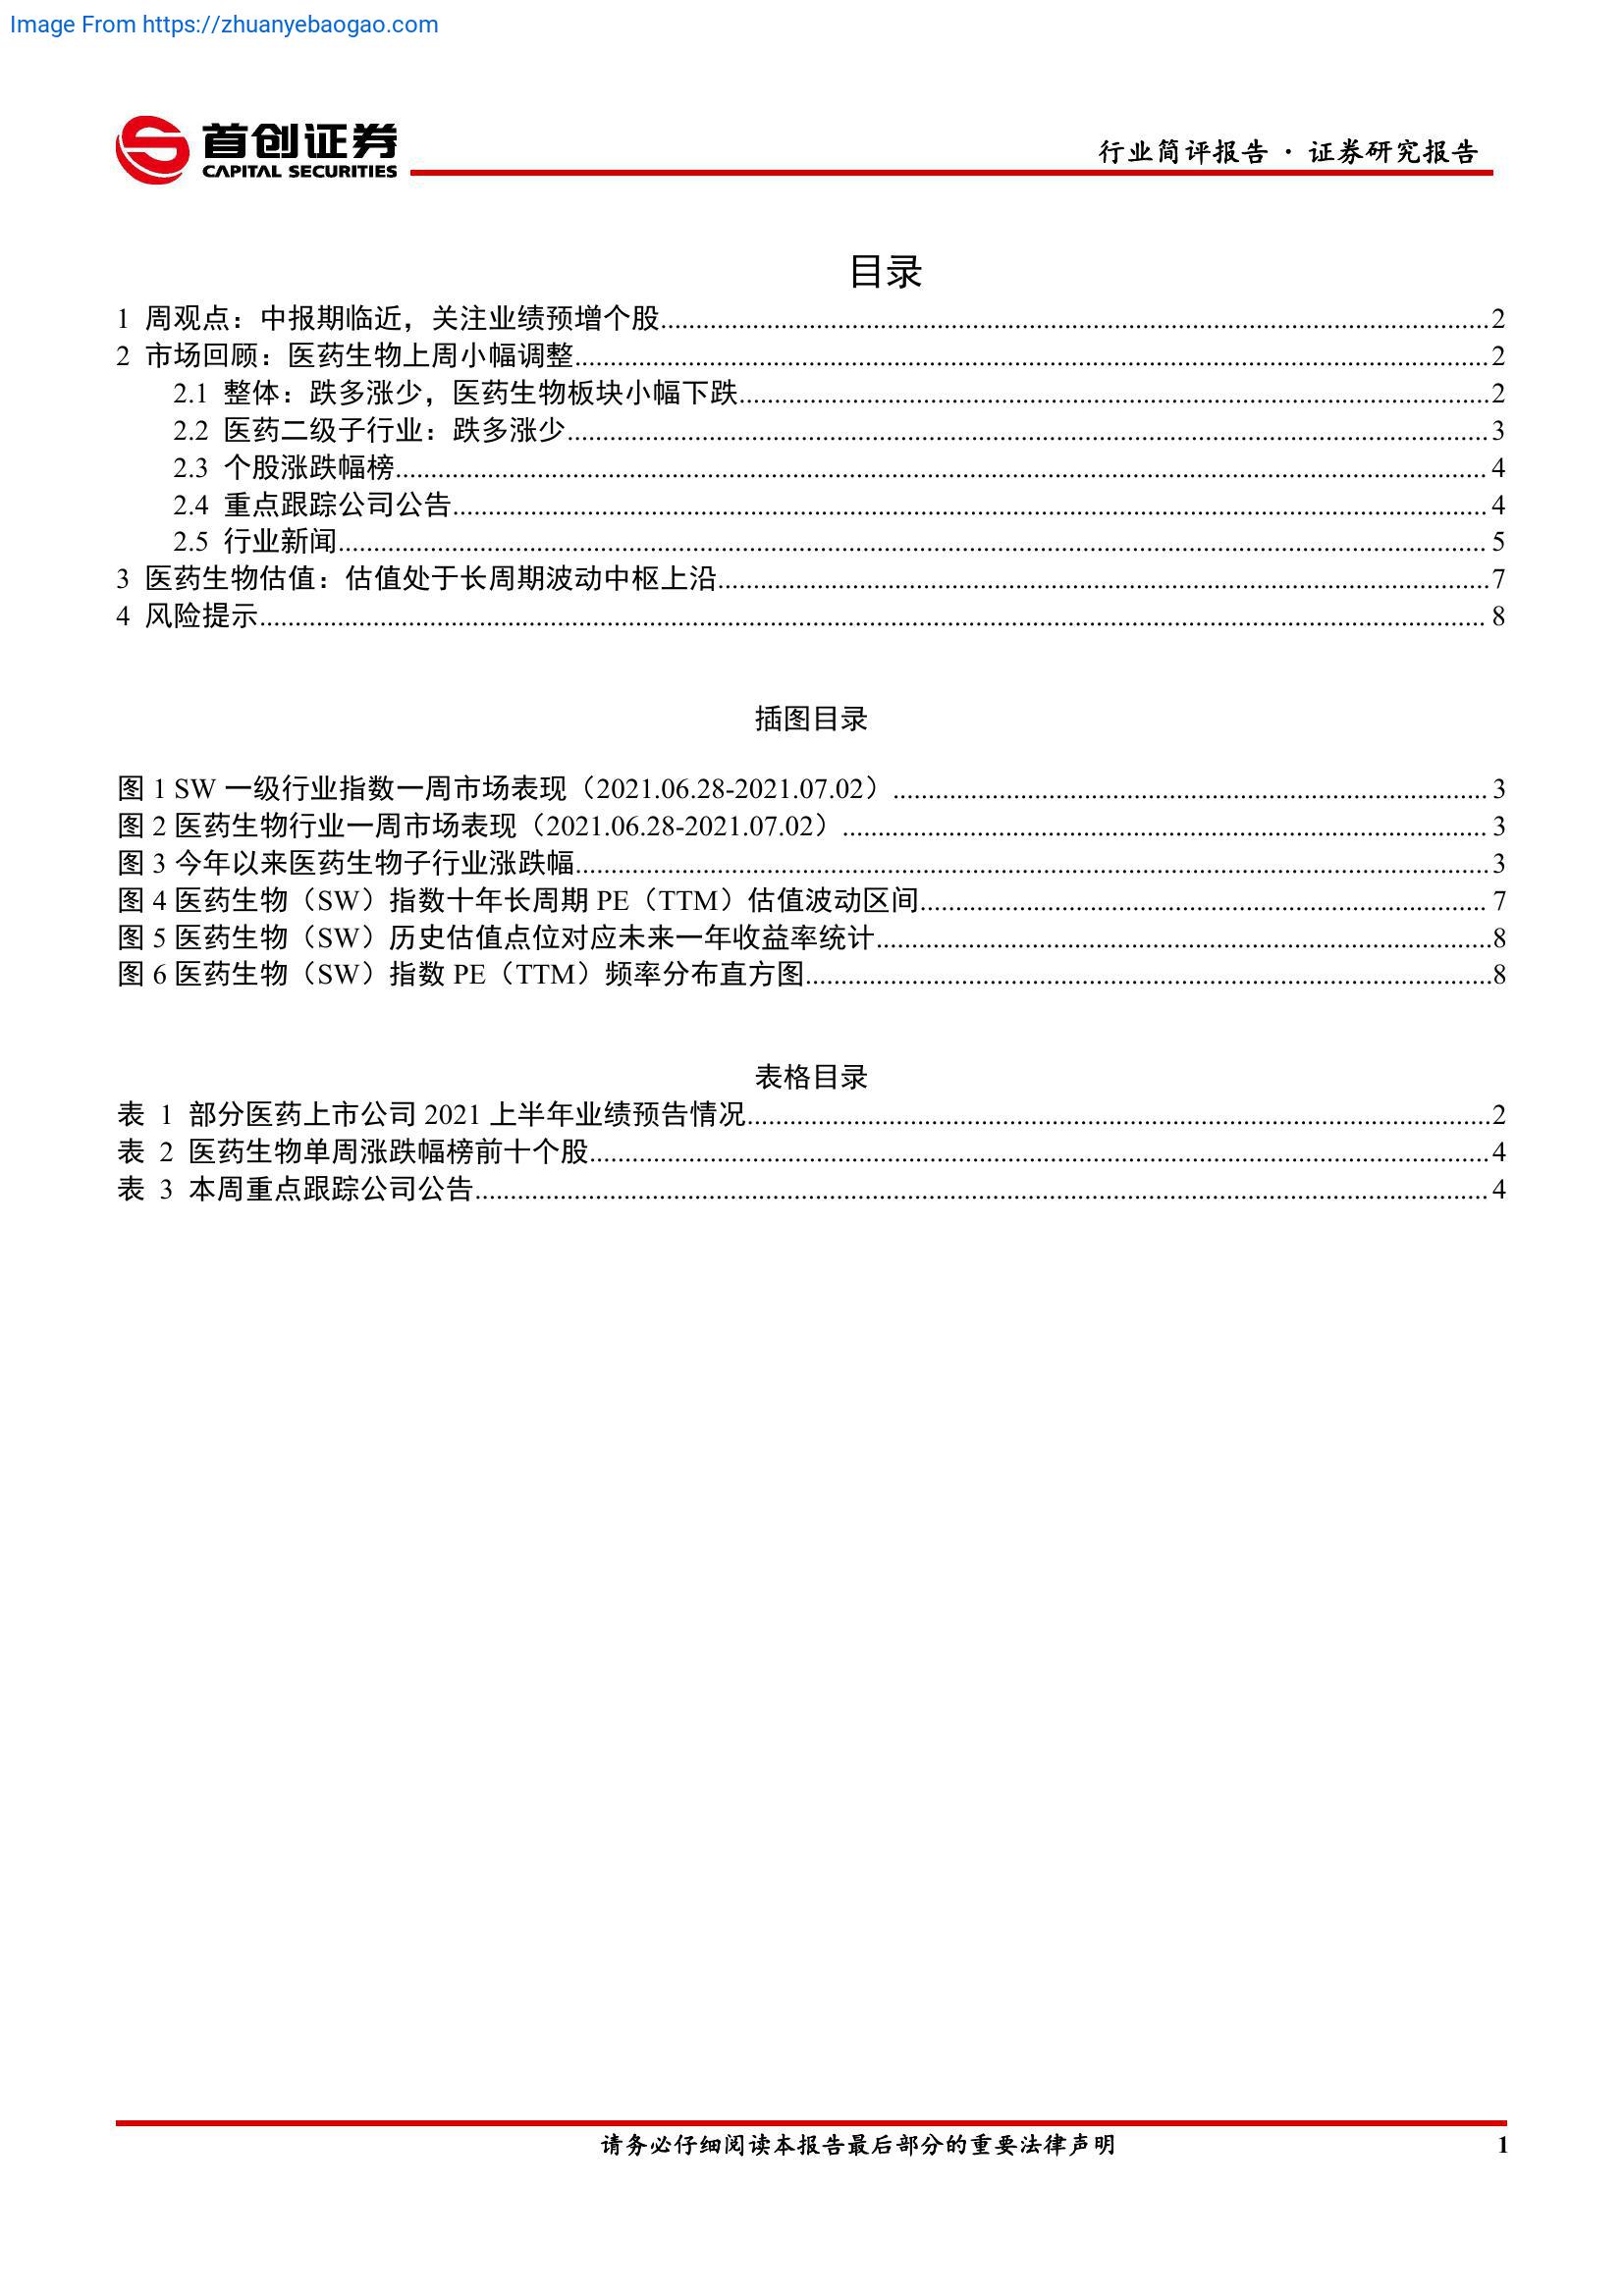 Image From https://zhuanyebaogao.com
首创证券
CAPITAL SECURITIES
行业简评报告 · 证券研究报告
目录
1 周观点：中报期临近，关注业绩预增个股 2
2 市场回顾：医药生物上周小幅调整 2
2.1 整体：跌多涨少，医药生物板块小幅下跌 2
2.2 医药二级子行业：跌多涨少 3
2.3 个股涨跌幅榜 4
2.4 重点跟踪公司公告 4
2.5 行业新闻 5
3 医药生物估值：估值处于长周期波动中枢上沿 7
4 风险提示 8
插图目录
图 1 SW 一级行业指数一周市场表现（2021.06.28-2021.07.02） 3
图 2 医药生物行业一周市场表现（2021.06.28-2021.07.02） 3
图 3 今年以来医药生物子行业涨跌幅 3
图 4 医药生物（SW）指数十年长周期 PE（TTM）估值波动区间 7
图 5 医药生物（SW）历史估值点位对应未来一年收益率统计 8
图 6 医药生物（SW）指数 PE（TTM）频率分布直方图 8
表格目录
表 1 部分医药上市公司 2021 上半年业绩预告情况 2
表 2 医药生物单周涨跌幅榜前十个股 4
表 3 本周重点跟踪公司公告 4
请务必仔细阅读本报告最后部分的重要法律声明 1